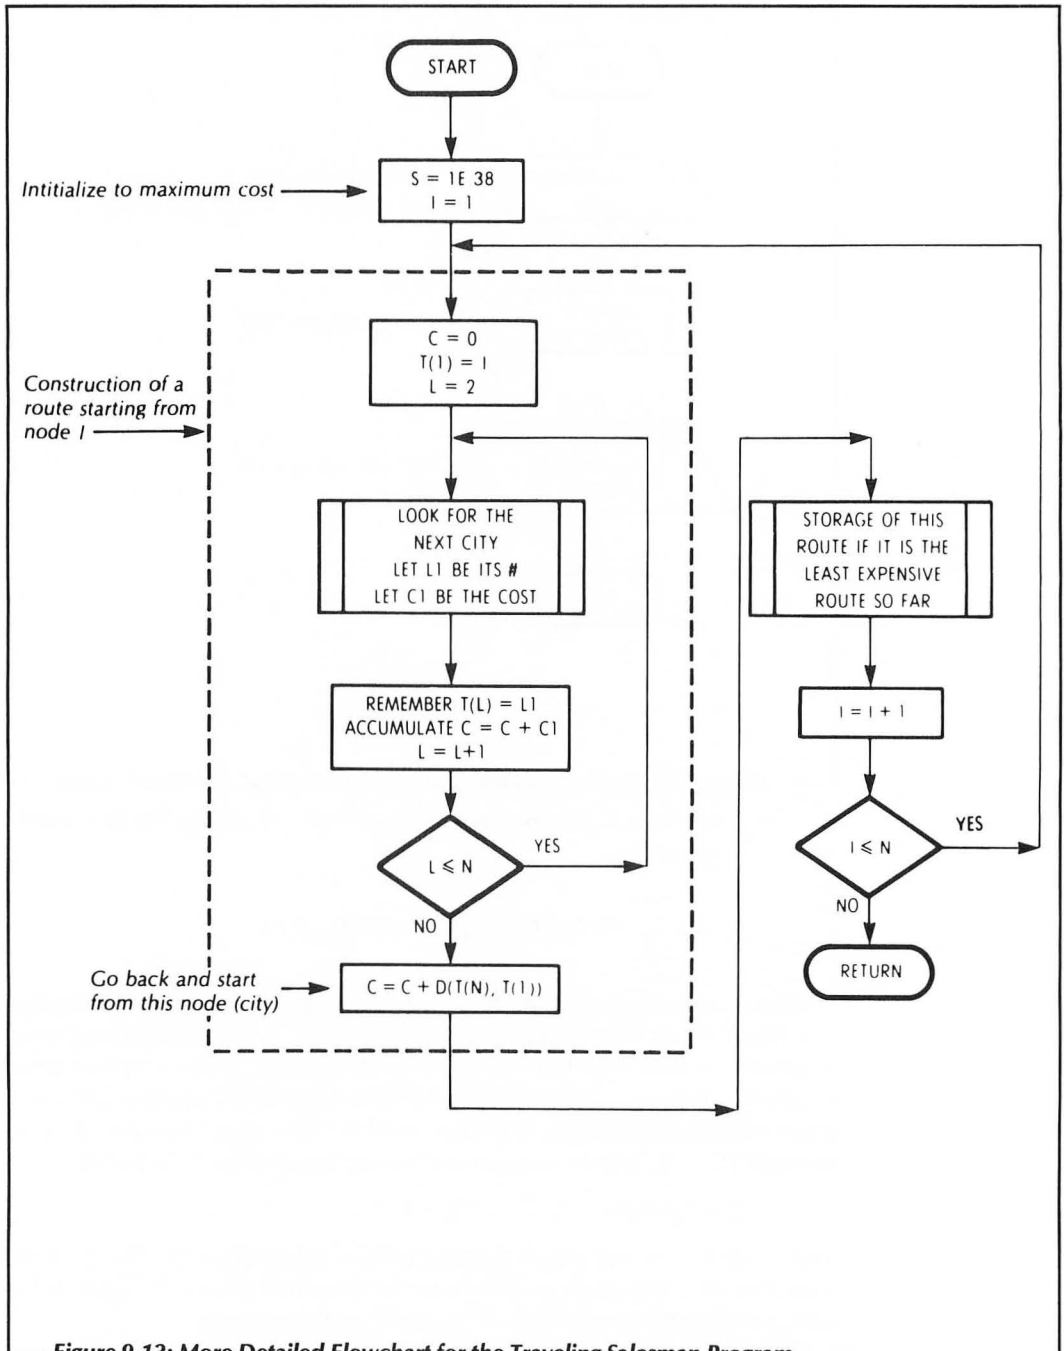 START
Intitialize to maximum cost
S = 1E 38
I = 1
C = 0
T(1) = I
L = 2
Construction of a
route starting from
node I
LOOK FOR THE
NEXT CITY
LET L1 BE ITS #
LET C1 BE THE COST
REMEMBER T(L) = L1
ACCUMULATE C = C + C1
L = L+1
L ⩽ N
YES
NO
Go back and start
from this node (city)
C = C + D(T(N), T(1))
STORAGE OF THIS
ROUTE IF IT IS THE
LEAST EXPENSIVE
ROUTE SO FAR
I = I + 1
I ⩽ N
YES
NO
RETURN
Figure 9.12: More Detailed Flowchart for the Traveling Salesman Program